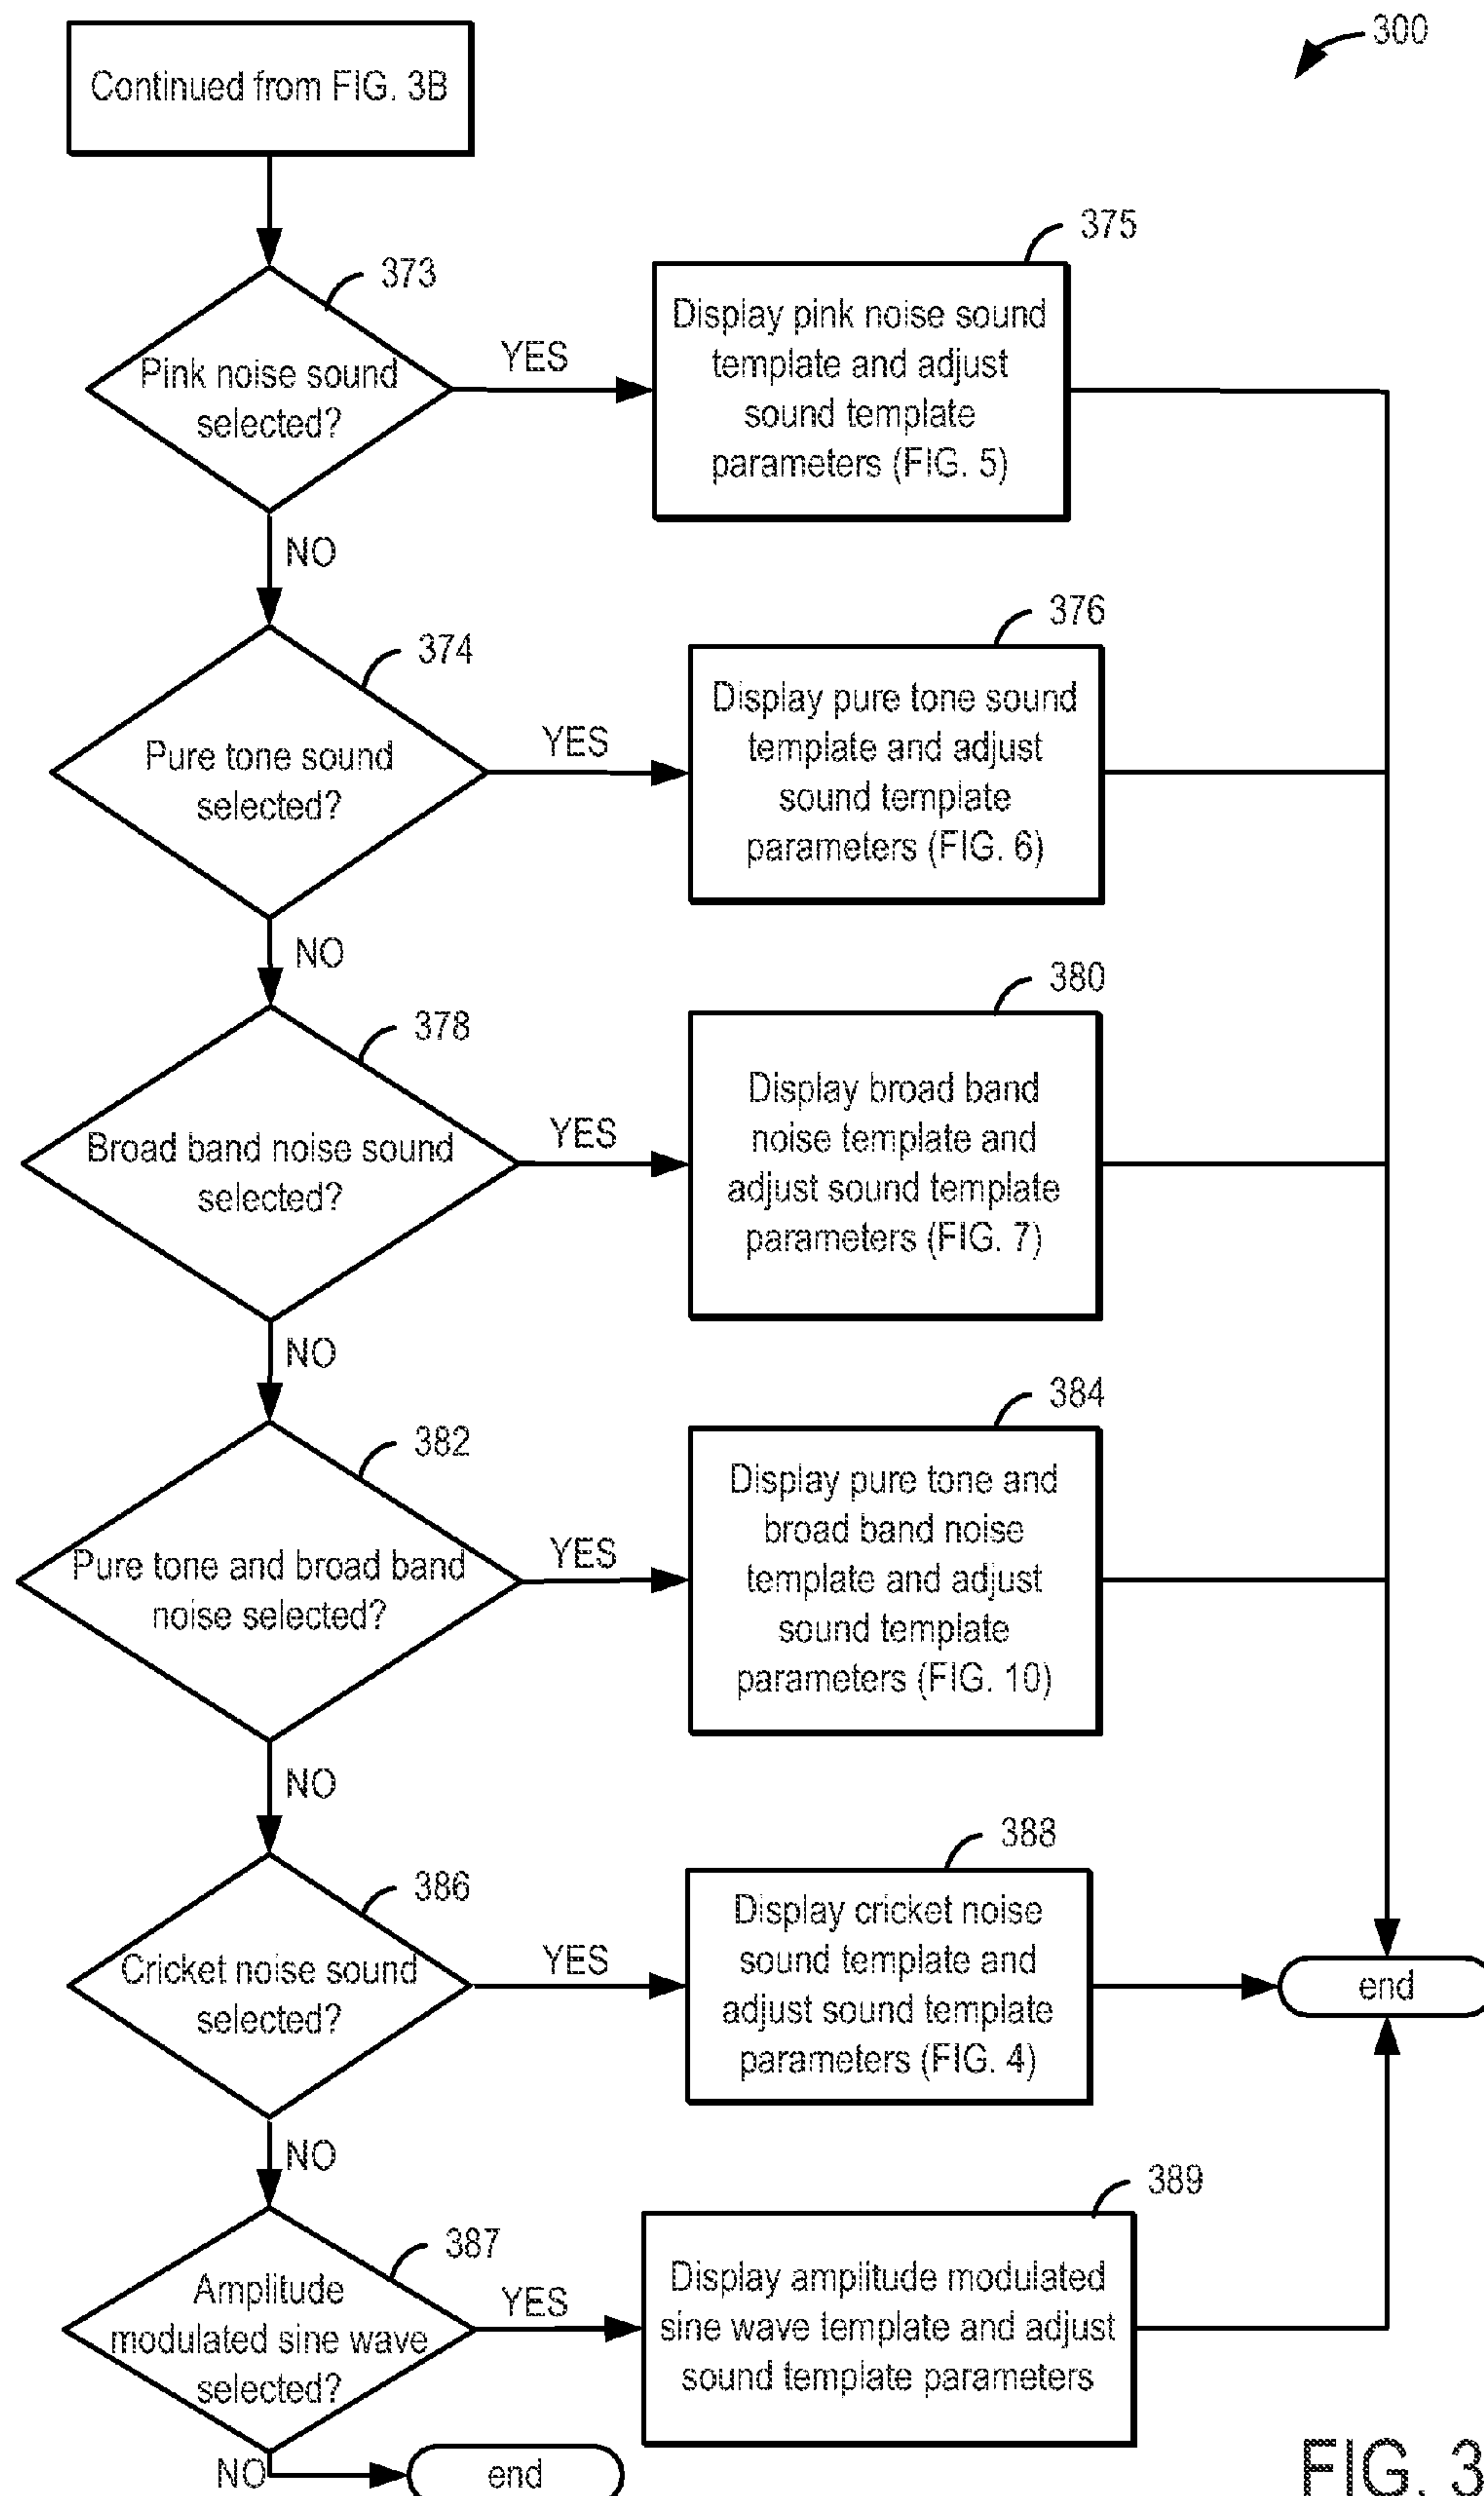 300
Continued from FIG. 3B
373
Pink noise sound
selected?
YES
375
Display pink noise sound
template and adjust
sound template
parameters (FIG. 5)
NO
374
Pure tone sound
selected?
YES
376
Display pure tone sound
template and adjust
sound template
parameters (FIG. 6)
NO
378
Broad band noise sound
selected?
YES
380
Display broad band
noise template and
adjust sound template
parameters (FIG. 7)
NO
382
Pure tone and broad band
noise selected?
YES
384
Display pure tone and
broad band noise
template and adjust
sound template
parameters (FIG. 10)
NO
386
Cricket noise sound
selected?
YES
388
Display cricket noise
sound template and
adjust sound template
parameters (FIG. 4)
end
NO
387
Amplitude
modulated sine wave
selected?
YES
389
Display amplitude modulated
sine wave template and adjust
sound template parameters
NO
end
FIG. 3